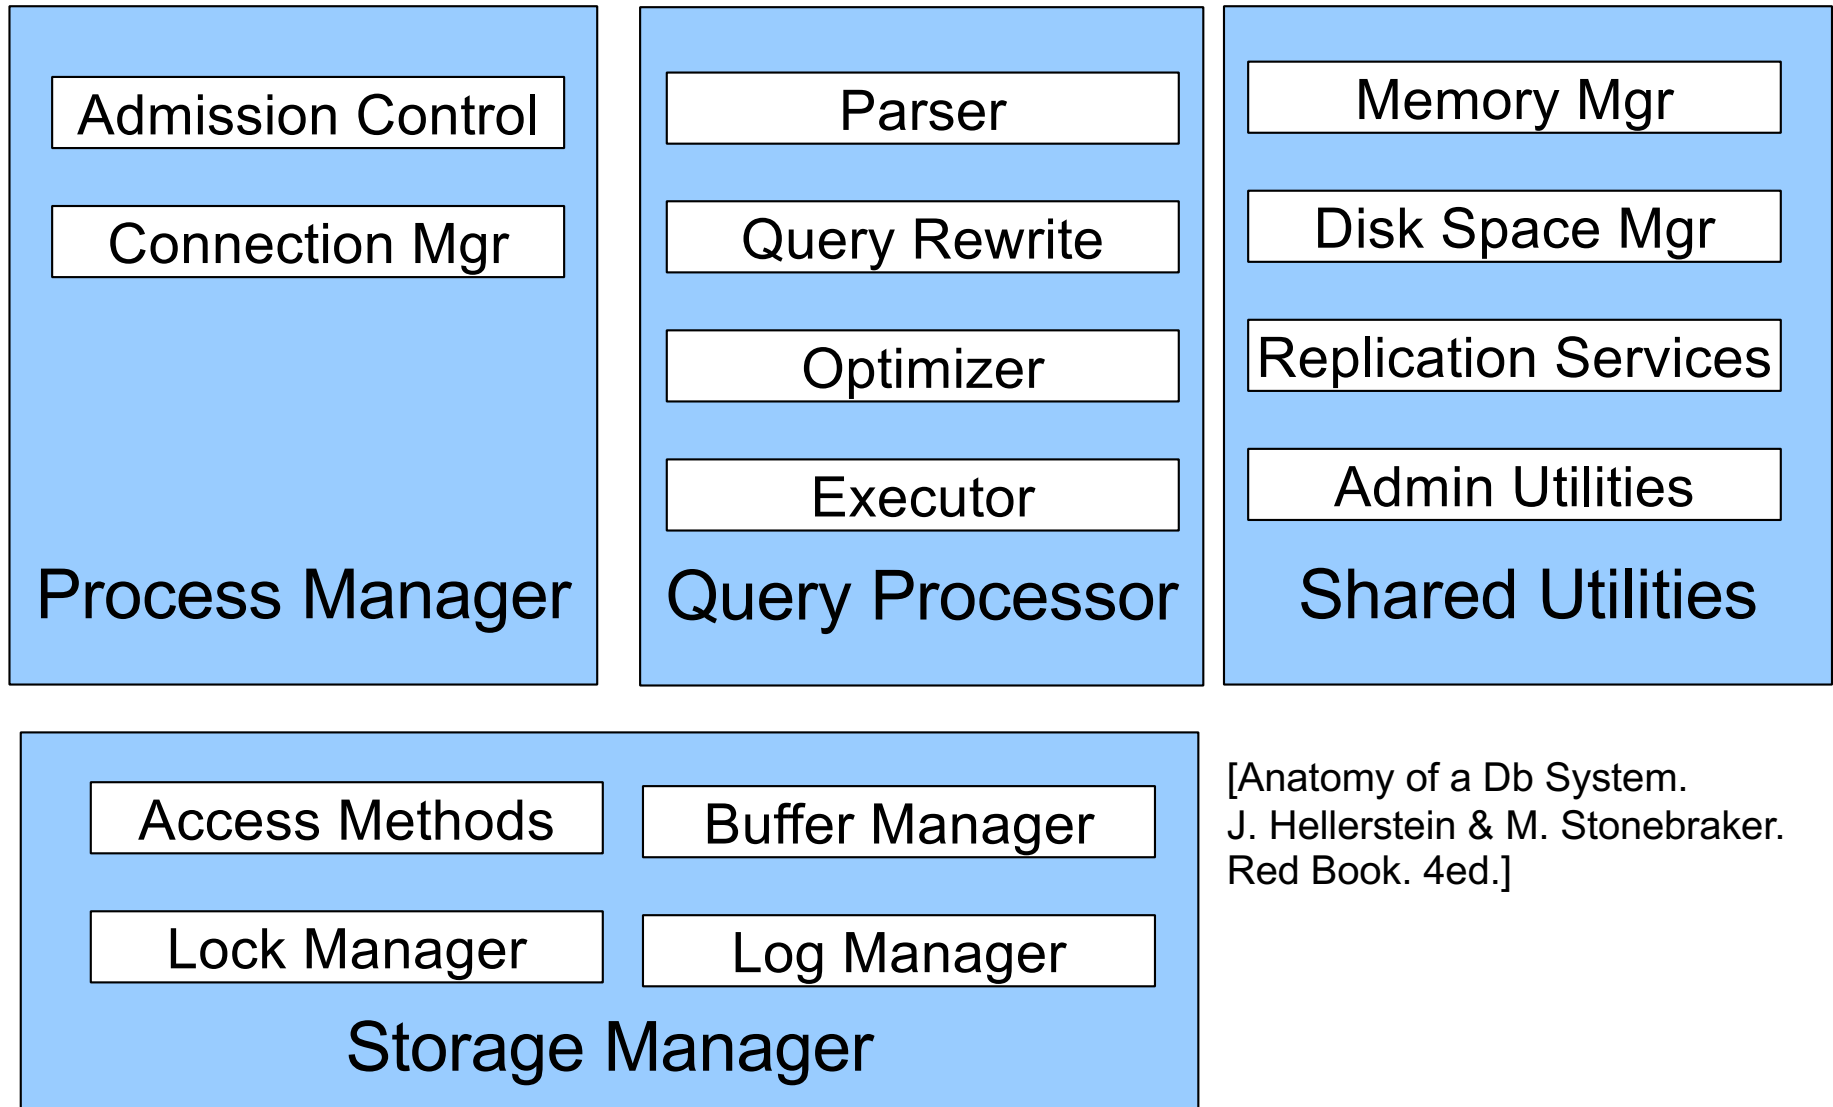 Admission Control
Connection Mgr
Process Manager
Parser
Query Rewrite
Optimizer
Executor
Query Processor
Memory Mgr
Disk Space Mgr
Replication Services
Admin Utilities
Shared Utilities
Access Methods
Buffer Manager
Lock Manager
Log Manager
Storage Manager
[Anatomy of a Db System.
J. Hellerstein & M. Stonebraker.
Red Book. 4ed.]